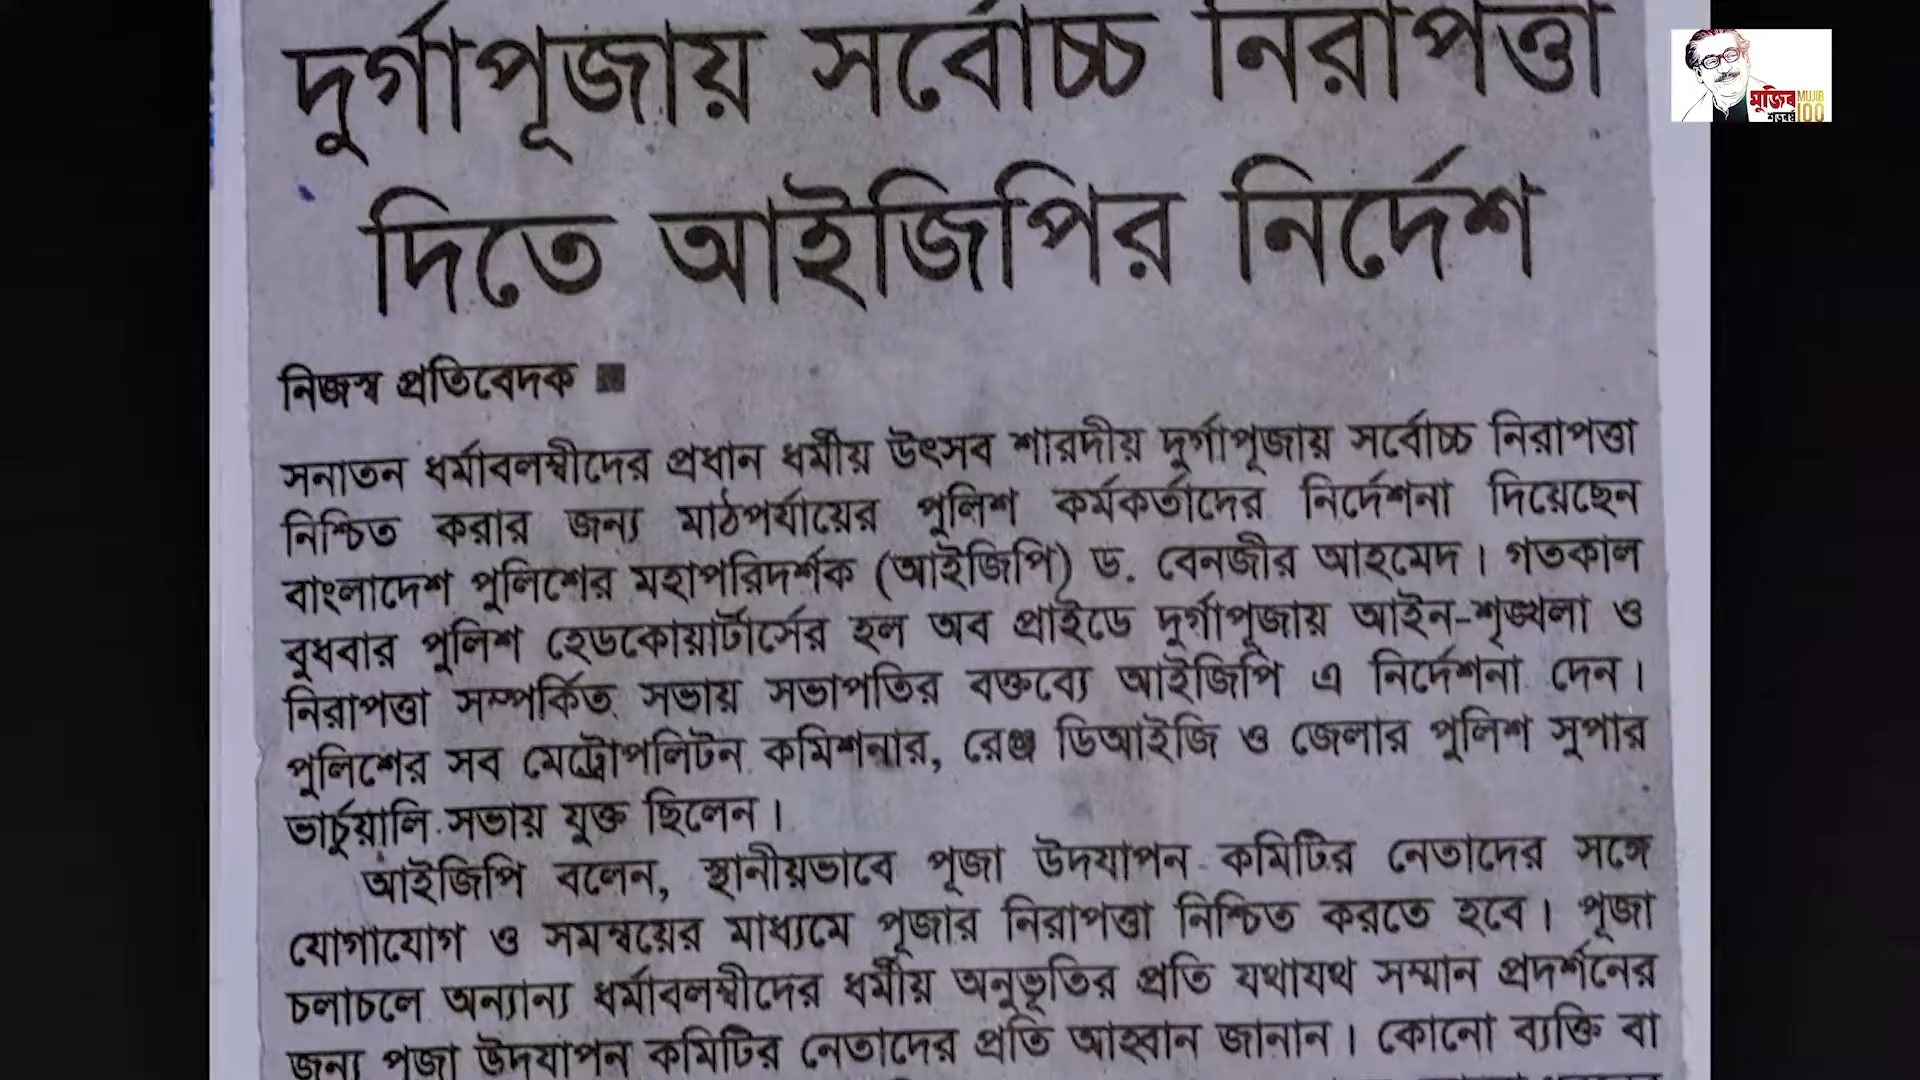 দুর্গাপূজায় সর্বোচ্চ নিরাপত্তা
দিতে আইজিপির নির্দেশ
নিজস্ব প্রতিবেদক
সনাতন ধর্মাবলম্বীদের প্রধান ধর্মীয় উৎসব শারদীয় দুর্গাপূজায় সর্বোচ্চ নিরাপত্তা
নিশ্চিত করার জন্য মাঠপর্যায়ের পুলিশ কর্মকর্তাদের নির্দেশনা দিয়েছেন
বাংলাদেশ পুলিশের মহাপরিদর্শক (আইজিপি) ড. বেনজীর আহমেদ। গতকাল
বুধবার পুলিশ হেডকোয়ার্টার্সের হল অব প্রাইডে দুর্গাপূজায় আইন-শৃঙ্খলা ও
নিরাপত্তা সম্পর্কিত সভায় সভাপতির বক্তব্যে আইজিপি এ নির্দেশনা দেন।
পুলিশের সব মেট্রোপলিটন কমিশনার, রেঞ্জ ডিআইজি ও জেলার পুলিশ সুপার
ভার্চুয়ালি সভায় যুক্ত ছিলেন।
আইজিপি বলেন, স্থানীয়ভাবে পূজা উদযাপন কমিটির নেতাদের সঙ্গে
যোগাযোগ ও সমন্বয়ের মাধ্যমে পূজার নিরাপত্তা নিশ্চিত করতে হবে। পূজা
চলাচলে অন্যান্য ধর্মাবলম্বীদের ধর্মীয় অনুভূতির প্রতি যথাযথ সম্মান প্রদর্শনের
জন্য পূজা উদযাপন কমিটির নেতাদের প্রতি আহ্বান জানান। কোনো ব্যক্তি বা
মুজিব
শতবর্ষ
MUJIB
100